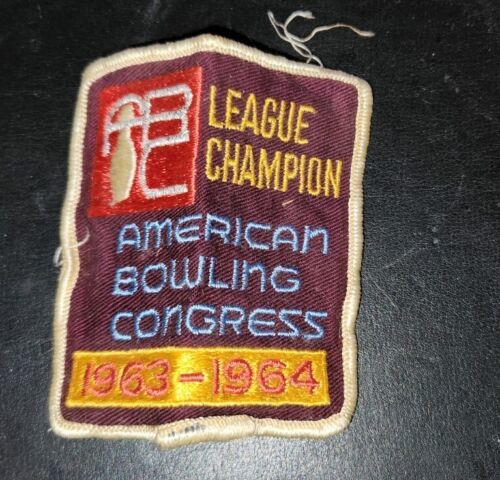 ABC
LEAGUE
CHAMPION
AMERICAN
BOWLING
CONGRESS
1963-1964